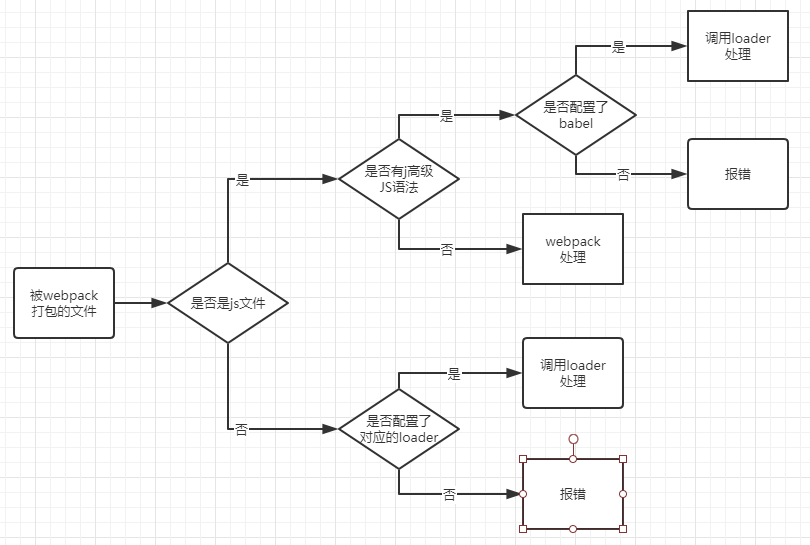 被webpack
打包的文件
是否是js文件
是
是否有j高级
JS语法
是
是否配置了
babel
是
调用loader
处理
否
报错
否
webpack
处理
否
是否配置了
对应的loader
是
调用loader
处理
否
报错